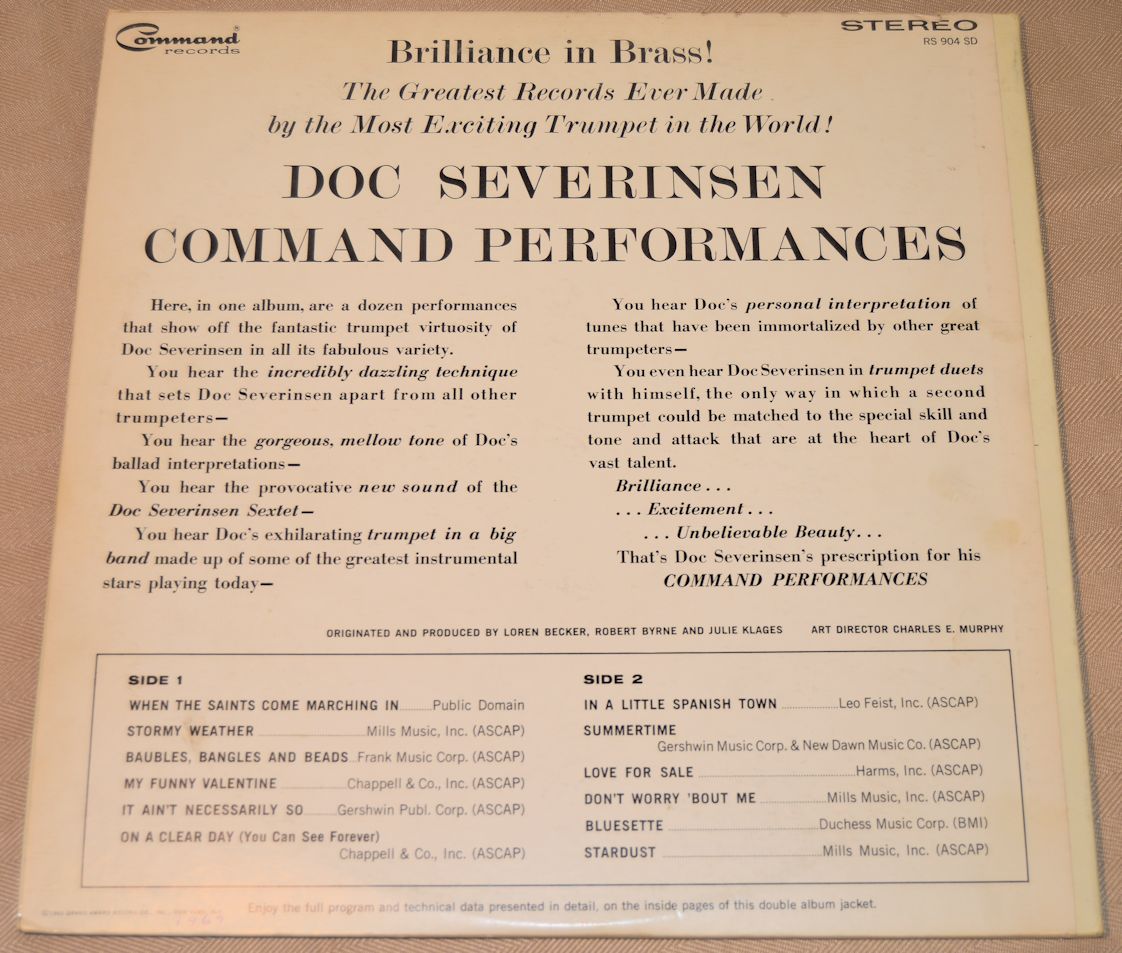 Command®
records
STEREO
RS 904 SD
Brilliance in Brass!
The Greatest Records Ever Made
by the Most Exciting Trumpet in the World!
DOC SEVERINSEN
COMMAND PERFORMANCES
Here, in one album, are a dozen performances
that show off the fantastic trumpet virtuosity of
Doc Severinsen in all its fabulous variety.
You hear the incredibly dazzling technique
that sets Doc Severinsen apart from all other
trumpeters—
You hear the gorgeous, mellow tone of Doc's
ballad interpretations—
You hear the provocative new sound of the
Doc Severinsen Sextet—
You hear Doc's exhilarating trumpet in a big
band made up of some of the greatest instrumental
stars playing today—
You hear Doc's personal interpretation of
tunes that have been immortalized by other great
trumpeters—
You even hear Doc Severinsen in trumpet duets
with himself, the only way in which a second
trumpet could be matched to the special skill and
tone and attack that are at the heart of Doc's
vast talent.
Brilliance . . .
. . . Excitement . . .
. . . Unbelievable Beauty. . .
That's Doc Severinsen's prescription for his
COMMAND PERFORMANCES
ORIGINATED AND PRODUCED BY LOREN BECKER, ROBERT BYRNE AND JULIE KLAGES ART DIRECTOR CHARLES E. MURPHY
SIDE 1
WHEN THE SAINTS COME MARCHING IN Public Domain
STORMY WEATHER Mills Music, Inc. (ASCAP)
BAUBLES, BANGLES AND BEADS Frank Music Corp. (ASCAP)
MY FUNNY VALENTINE Chappell & Co., Inc. (ASCAP)
IT AIN'T NECESSARILY SO Gershwin Publ. Corp. (ASCAP)
ON A CLEAR DAY (You Can See Forever)
Chappell & Co., Inc. (ASCAP)
SIDE 2
IN A LITTLE SPANISH TOWN Leo Feist, Inc. (ASCAP)
SUMMERTIME
Gershwin Music Corp. & New Dawn Music Co. (ASCAP)
LOVE FOR SALE Harms, Inc. (ASCAP)
DON'T WORRY 'BOUT ME Mills Music, Inc. (ASCAP)
BLUESETTE Duchess Music Corp. (BMI)
STARDUST Mills Music, Inc. (ASCAP)
Enjoy the full program and technical data presented in detail, on the inside pages of this double album jacket.